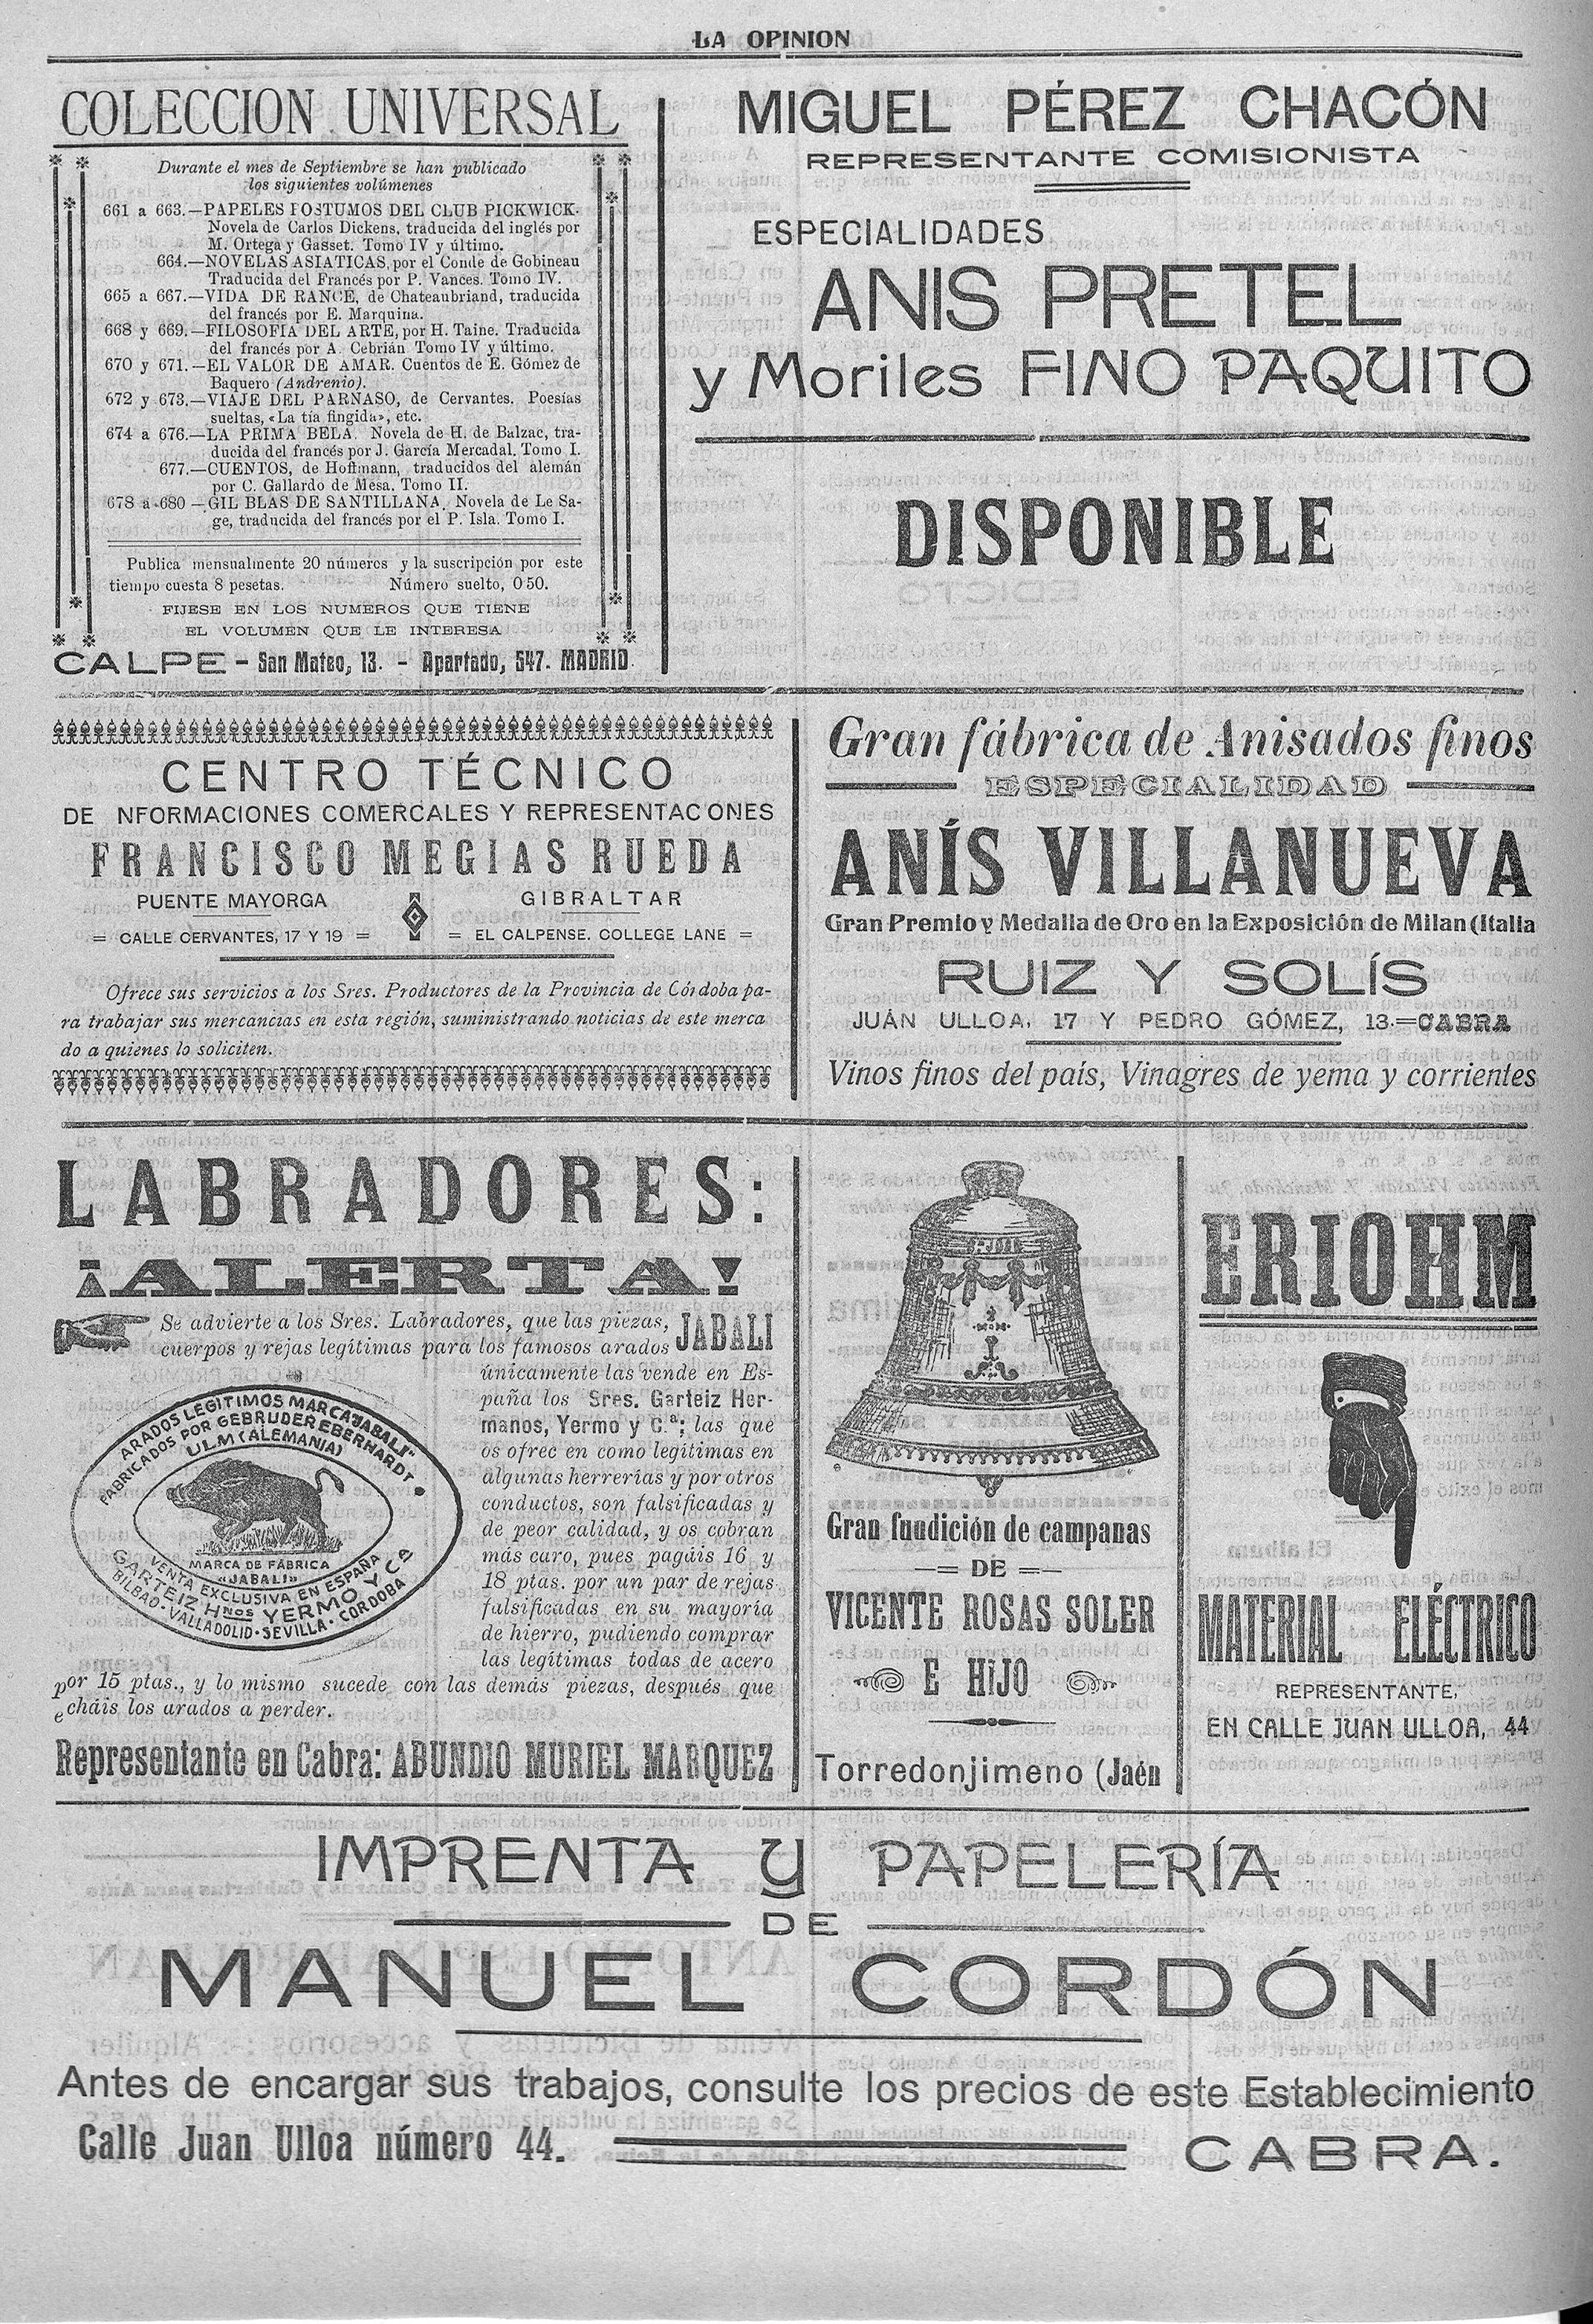 LA OPINION
COLECCION UNIVERSAL
Durante el mes de Septiembre se han publicado
los siguientes volúmenes
661 a 663.—PAPELES POSTUMOS DEL CLUB PICKWICK.
Novela de Carlos Dickens, traducida del inglés por
M. Ortega y Gasset. Tomo IV y último.
664.—NOVELAS ASIATICAS, por el Conde de Gobineau
Traducida del Francés por P. Vances. Tomo IV.
665 a 667.—VIDA DE RANCÉ, de Chateaubriand, traducida
del francés por E. Marquina.
668 y 669.—FILOSOFIA DEL ARTE, por H. Taine. Traducida
del francés por A. Cebrián Tomo IV y último.
670 y 671.—EL VALOR DE AMAR. Cuentos de E. Gómez de
Baquero (Andrenio).
672 y 673.—VIAJE DEL PARNASO, de Cervantes. Poesías
sueltas, «La tía fingida», etc.
674 a 676.—LA PRIMA BELA. Novela de H. de Balzac, tra-
ducida del francés por J. García Mercadal. Tomo I.
677.—CUENTOS, de Hoffmann, traducidos del alemán
por C. Gallardo de Mesa. Tomo II.
678 a 680 —GIL BLAS DE SANTILLANA. Novela de Le Sa-
ge, traducida del francés por el P. Isla. Tomo I.
Publica mensualmente 20 números y la suscripción por este
tiempo cuesta 8 pesetas. Número suelto, 0 50.
FIJESE EN LOS NUMEROS QUE TIENE
EL VOLUMEN QUE LE INTERESA
CALPE - San Mateo, 13. - Apartado, 547. MADRID
MIGUEL PÉREZ CHACÓN
REPRESENTANTE COMISIONISTA
ESPECIALIDADES
ANIS PRETEL
y Moriles FINO PAQUITO
DISPONIBLE
CENTRO TÉCNICO
DE NFORMACIONES COMERCALES Y REPRESENTAC ONES
FRANCISCO MEGIAS RUEDA
PUENTE MAYORGA
= CALLE CERVANTES, 17 Y 19 =
GIBRALTAR
= EL CALPENSE. COLLEGE LANE =
Ofrece sus servicios a los Sres. Productores de la Provincia de Córdoba pa-
ra trabajar sus mercancias en esta región, suministrando noticias de este merca
do a quienes lo soliciten.
Gran fábrica de Anisados finos
ESPECIALIDAD
ANÍS VILLANUEVA
Gran Premio y Medalla de Oro en la Exposición de Milan (Italia
RUIZ Y SOLÍS
JUÁN ULLOA, 17 Y PEDRO GÓMEZ, 13.=CABRA
Vinos finos del país, Vinagres de yema y corrientes
LABRADORES:
¡ALERTA!
Se advierte a los Sres. Labradores, que las piezas,
cuerpos y rejas legítimas para los famosos arados JABALI
únicamente las vende en Es-
paña los Sres. Garteiz Her-
manos, Yermo y C.ª; las que
os ofrec en como legítimas en
algunas herrerías y por otros
conductos, son falsificadas y
de peor calidad, y os cobran
más caro, pues pagáis 16 y
18 ptas. por un par de rejas
falsificadas en su mayoría
de hierro, pudiendo comprar
las legítimas todas de acero
por 15 ptas., y lo mismo sucede con las demás piezas, después que
echáis los arados a perder.
ARADOS LEGITIMOS MARCA "JABALI"
FABRICADOS POR GEBRUDER EBERHARDT
ULM (ALEMANIA)
MARCA DE FÁBRICA
«JABALI»
VENTA EXCLUSIVA EN ESPAÑA
GARTEIZ Hnos YERMO Y Ca
BILBAO-VALLADOLID-SEVILLA-CORDOBA
Representante en Cabra: ABUNDIO MURIEL MARQUEZ
Gran fundición de campanas
—= DE =—
VICENTE ROSAS SOLER
E HIJO
Torredonjimeno (Jaén
ERIOHM
MATERIAL ELÉCTRICO
REPRESENTANTE,
EN CALLE JUAN ULLOA, 44
IMPRENTA y PAPELERÍA
DE
MANUEL CORDÓN
Antes de encargar sus trabajos, consulte los precios de este Establecimiento
Calle Juan Ulloa número 44. CABRA.